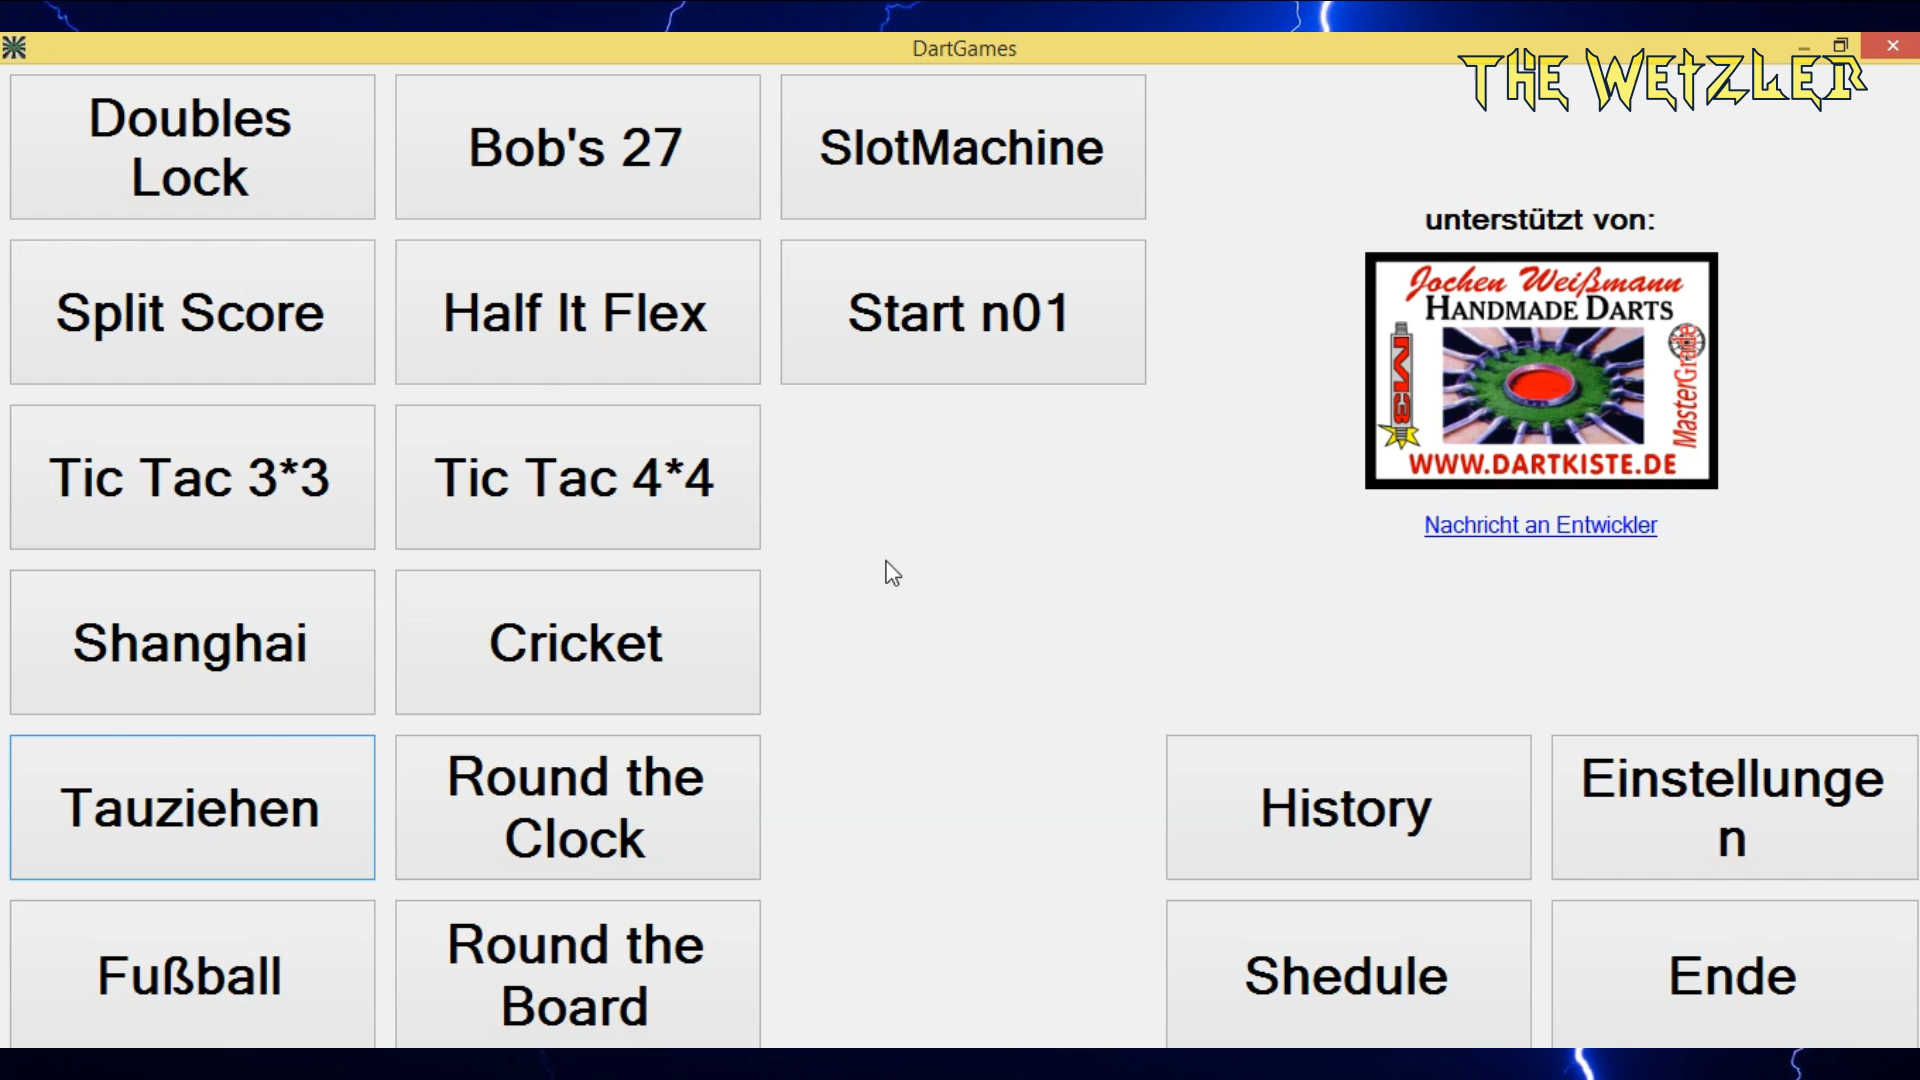 DartGames
THE WETZLER
Doubles
Lock
Bob's 27
SlotMachine
unterstützt von:
Split Score
Half It Flex
Start n01
Jochen Weißmann
HANDMADE DARTS
M3
MasterGrade
WWW.DARTKISTE.DE
Tic Tac 3*3
Tic Tac 4*4
Nachricht an Entwickler
Shanghai
Cricket
Tauziehen
Round the
Clock
History
Einstellunge
n
Fußball
Round the
Board
Shedule
Ende